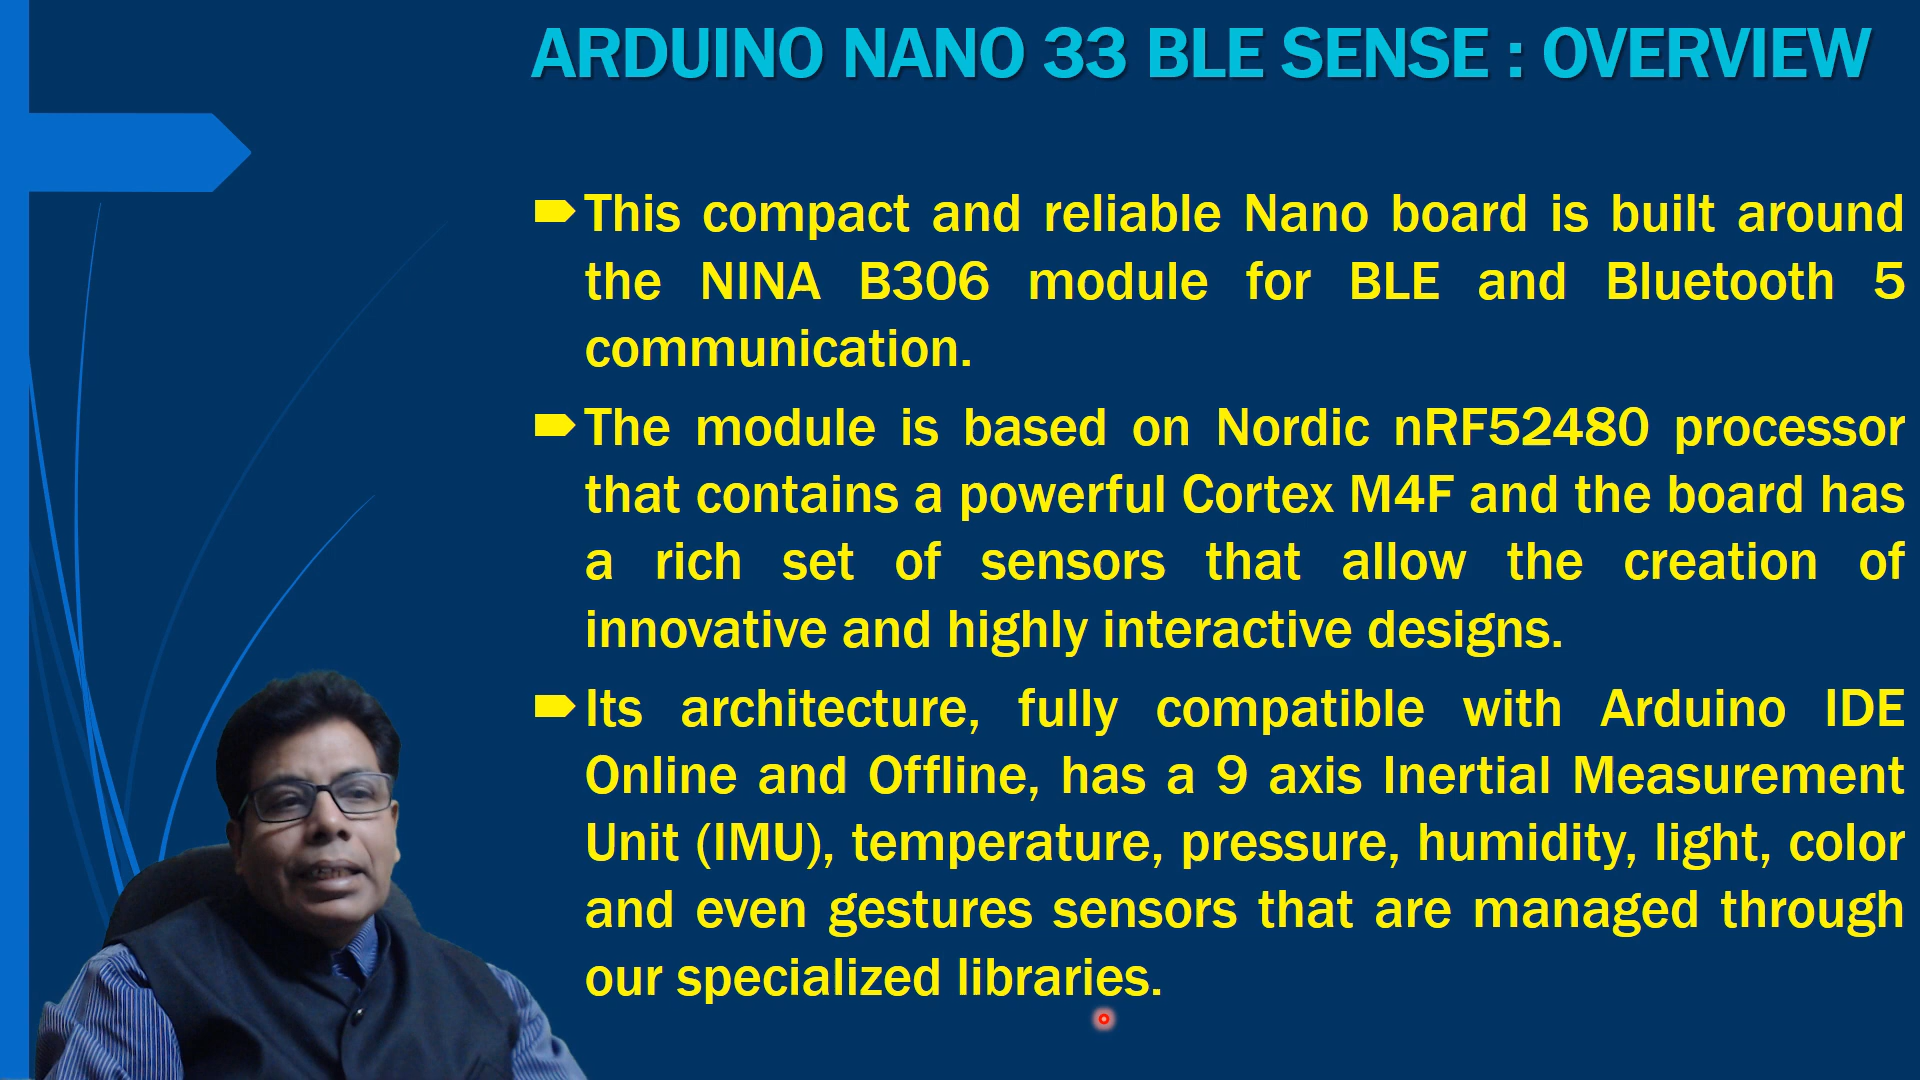 ARDUINO NANO 33 BLE SENSE : OVERVIEW
This compact and reliable Nano board is built around
the NINA B306 module for BLE and Bluetooth 5
communication.
The module is based on Nordic nRF52480 processor
that contains a powerful Cortex M4F and the board has
a rich set of sensors that allow the creation of
innovative and highly interactive designs.
Its architecture, fully compatible with Arduino IDE
Online and Offline, has a 9 axis Inertial Measurement
Unit (IMU), temperature, pressure, humidity, light, color
and even gestures sensors that are managed through
our specialized libraries.